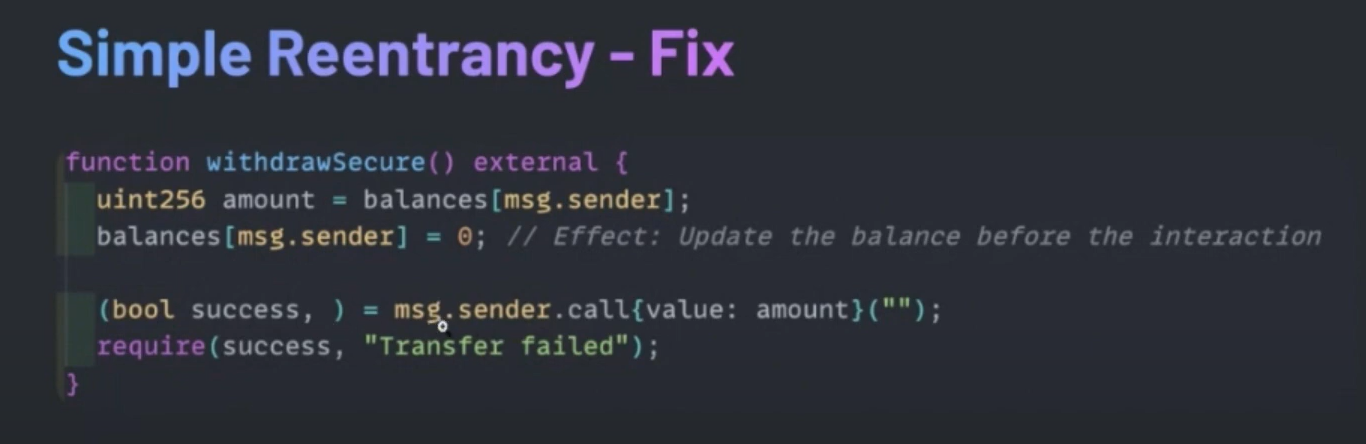 Simple Reentrancy - Fix
function withdrawSecure() external {
uint256 amount = balances[msg.sender];
balances[msg.sender] = 0; // Effect: Update the balance before the interaction
(bool success, ) = msg.sender.call{value: amount}("");
require(success, "Transfer failed");
}